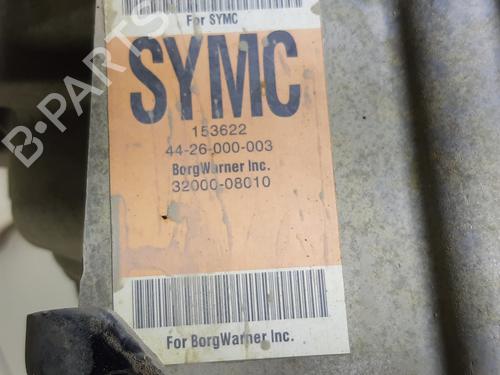 For SYMC
SYMC
153622
44-26-000-003
BorgWarner Inc.
32000-08010
For BorgWarner Inc.
B-PARTS